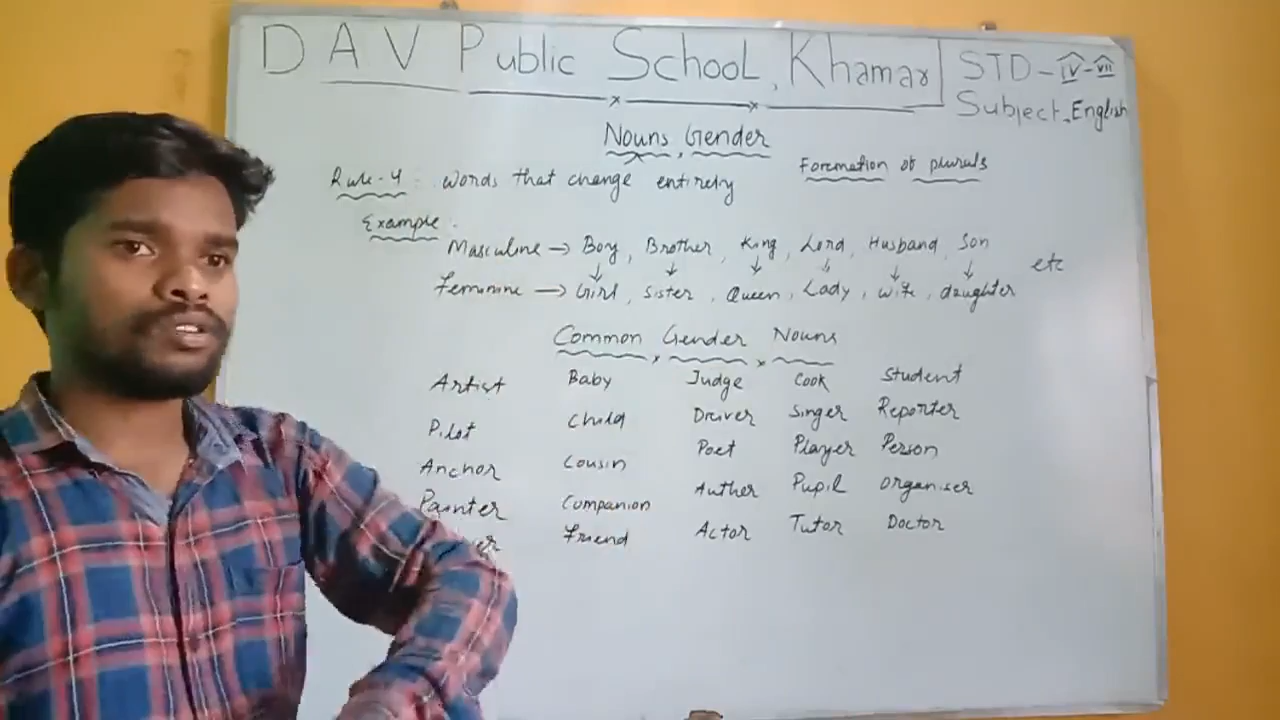 DAV Public School, Khamar
STD - IV - VII
Subject, English
Nouns, Gender
Formation of plurals
Rule-4 : words that change entirely
Example :
Masculine → Boy, Brother, King, Lord, Husband, Son
Feminine → Girl, Sister, Queen, Lady, wife, daughter etc
Common Gender Nouns
Artist Baby Judge Cook Student
Pilot Child Driver Singer Reporter
Anchor Cousin Poet Player Person
Painter Companion Auther Pupil Organiser
Friend Actor Tutor Doctor